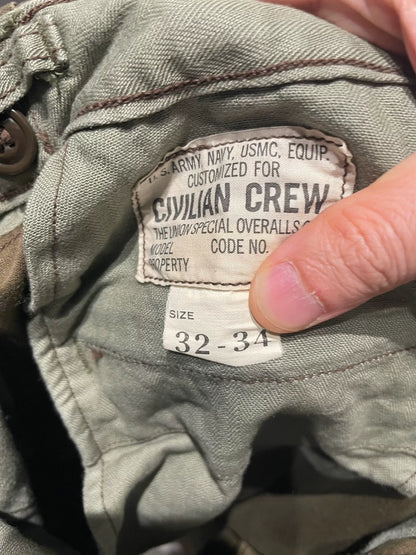 U.S. ARMY, NAVY, USMC, EQUIP.
CUSTOMIZED FOR
CIVILIAN CREW
THE UNION SPECIAL OVERALLS
MODEL CODE NO.
PROPERTY
SIZE
32-34